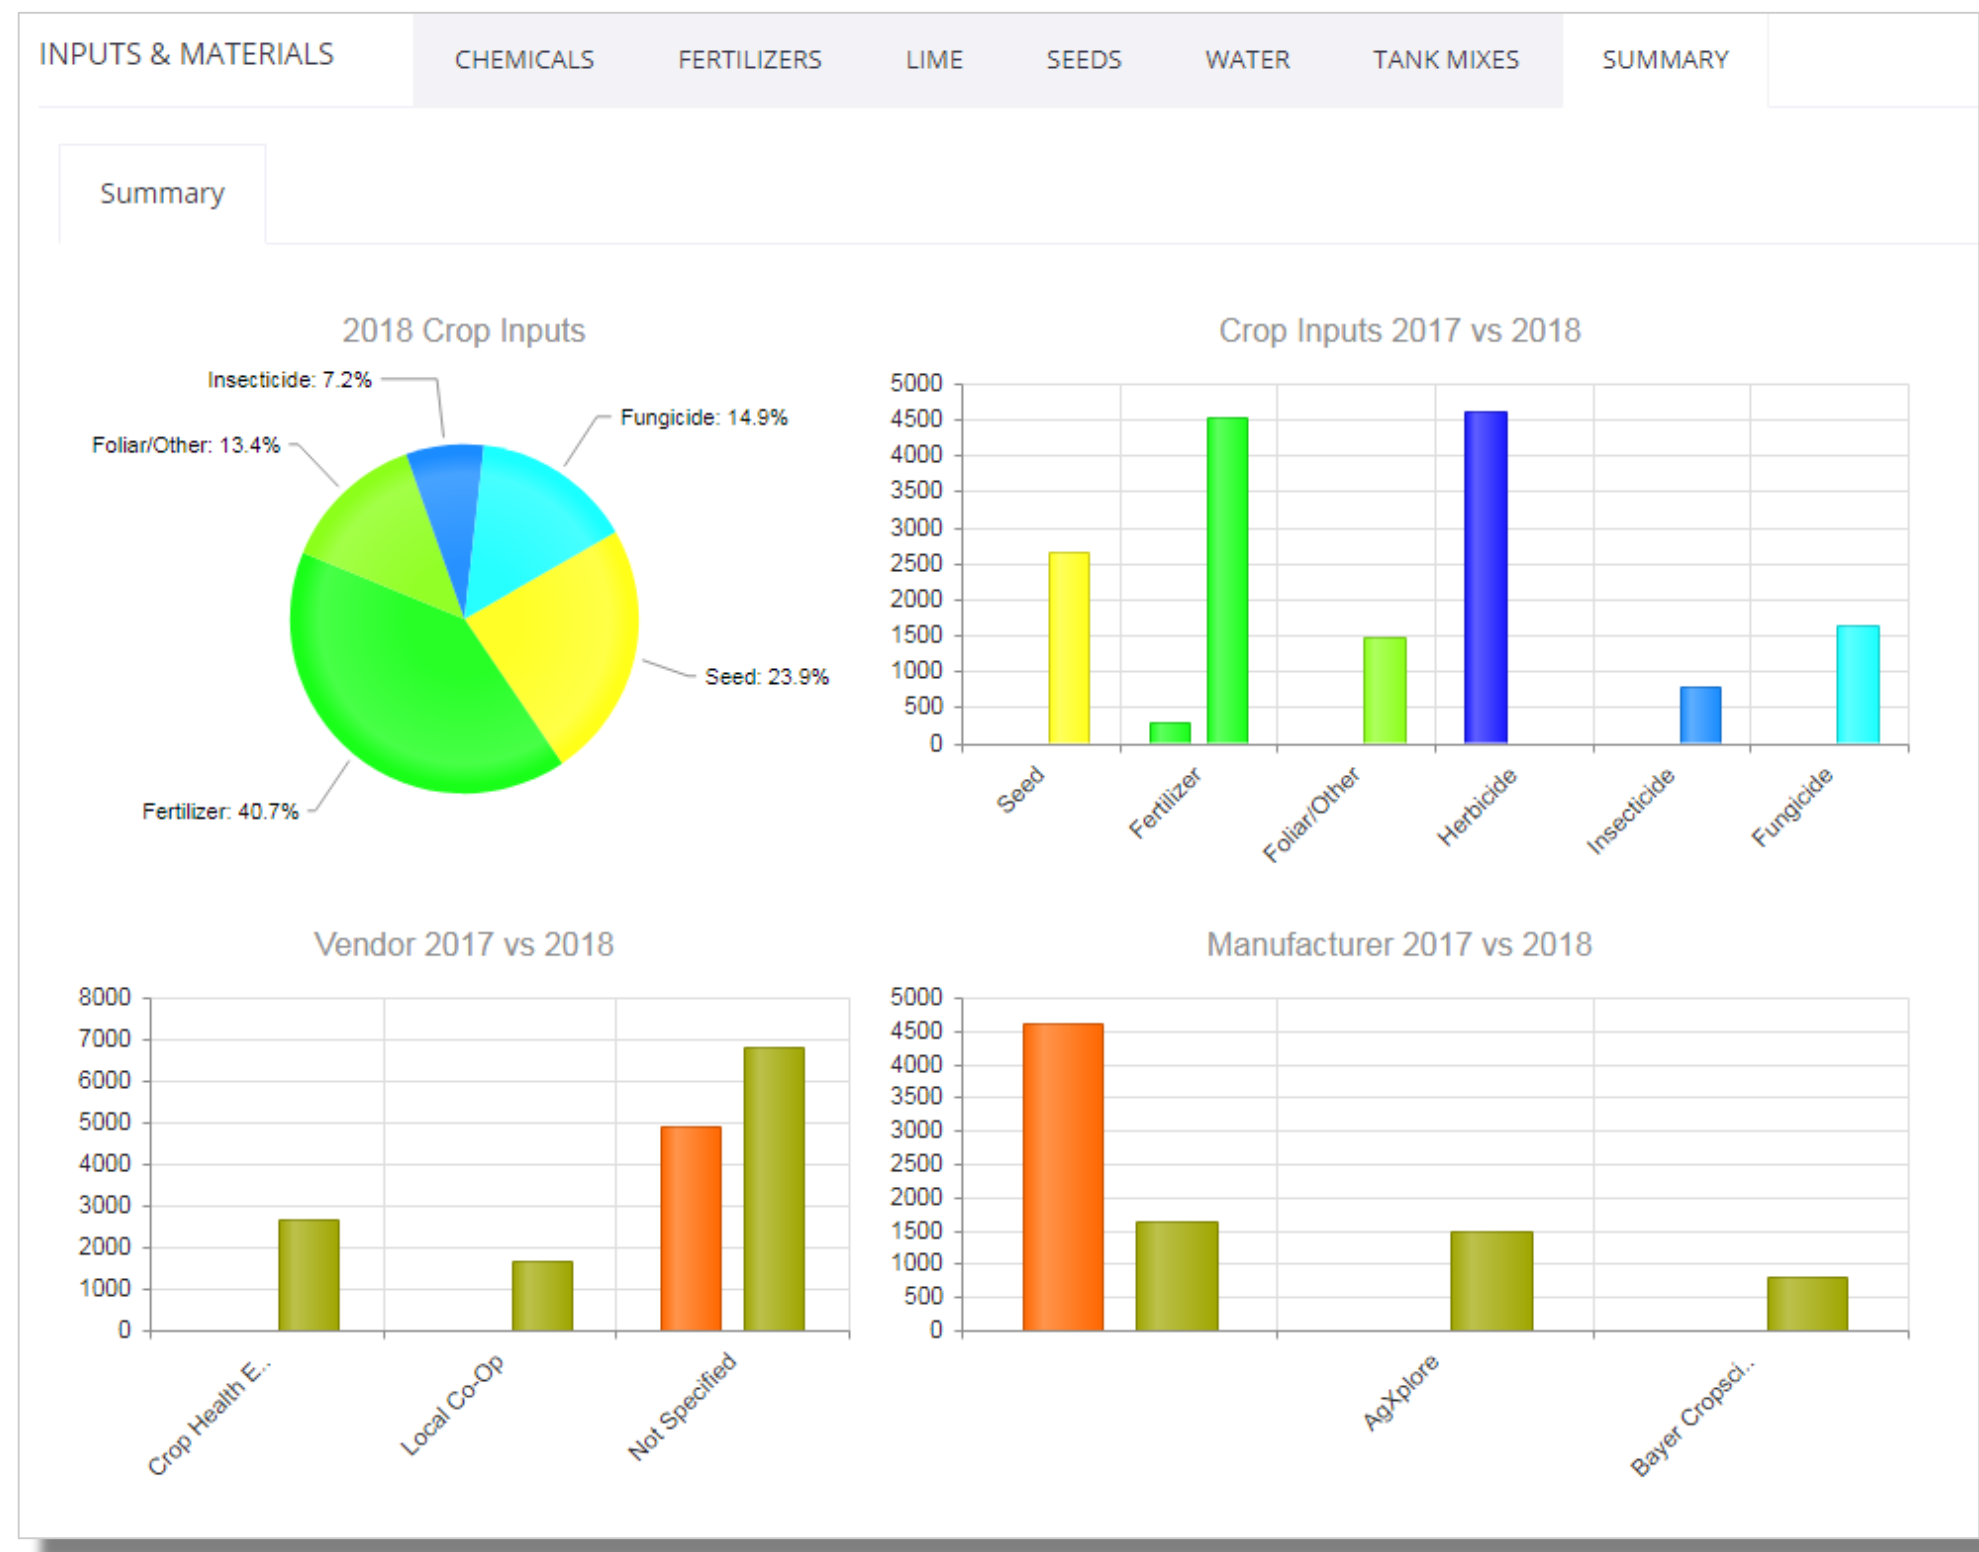 INPUTS & MATERIALS
CHEMICALS
FERTILIZERS
LIME
SEEDS
WATER
TANK MIXES
SUMMARY
Summary
2018 Crop Inputs
Insecticide: 7.2%
Fungicide: 14.9%
Foliar/Other: 13.4%
Seed: 23.9%
Fertilizer: 40.7%
Crop Inputs 2017 vs 2018
5000
4500
4000
3500
3000
2500
2000
1500
1000
500
0
Seed
Fertilizer
Foliar/Other
Herbicide
Insecticide
Fungicide
Vendor 2017 vs 2018
8000
7000
6000
5000
4000
3000
2000
1000
0
Crop Health E..
Local Co-Op
Not Specified
Manufacturer 2017 vs 2018
5000
4500
4000
3500
3000
2500
2000
1500
1000
500
0
AgXplore
Bayer Cropsci..